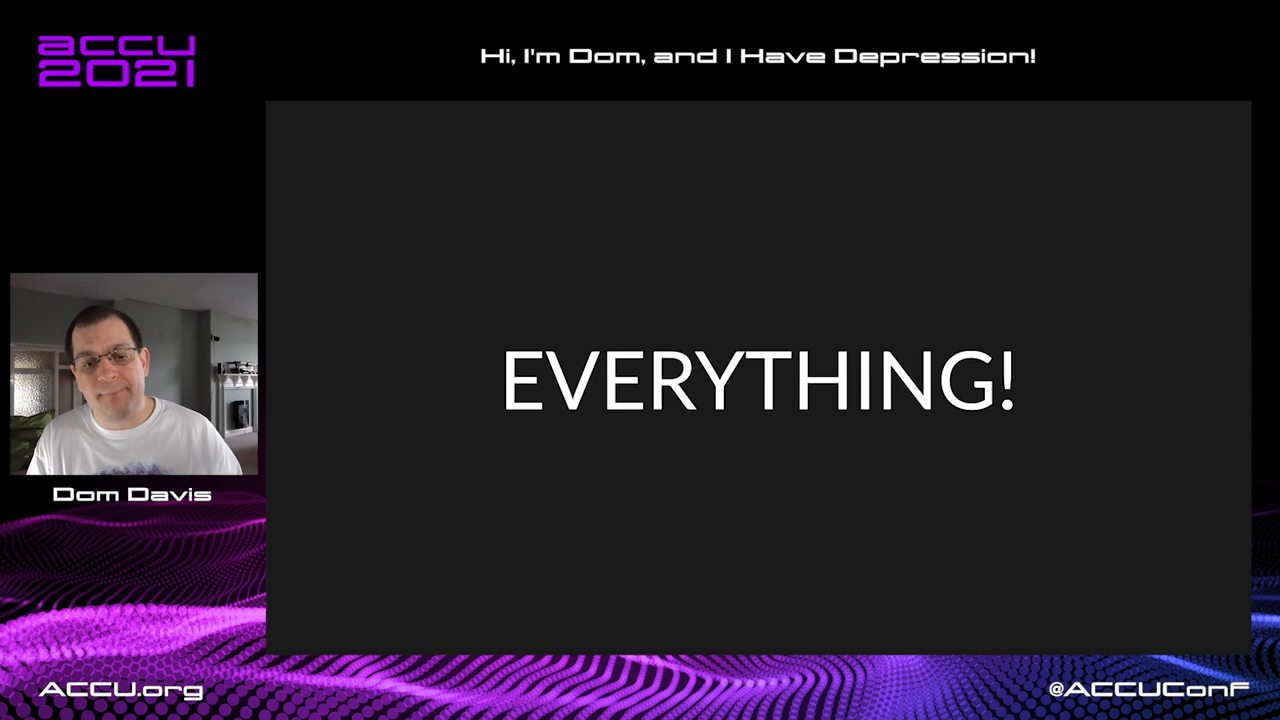 accu
2021
Hi, I'm Dom, and I Have Depression!
EVERYTHING!
Dom Davis
ACCU.org
@ACCUConf